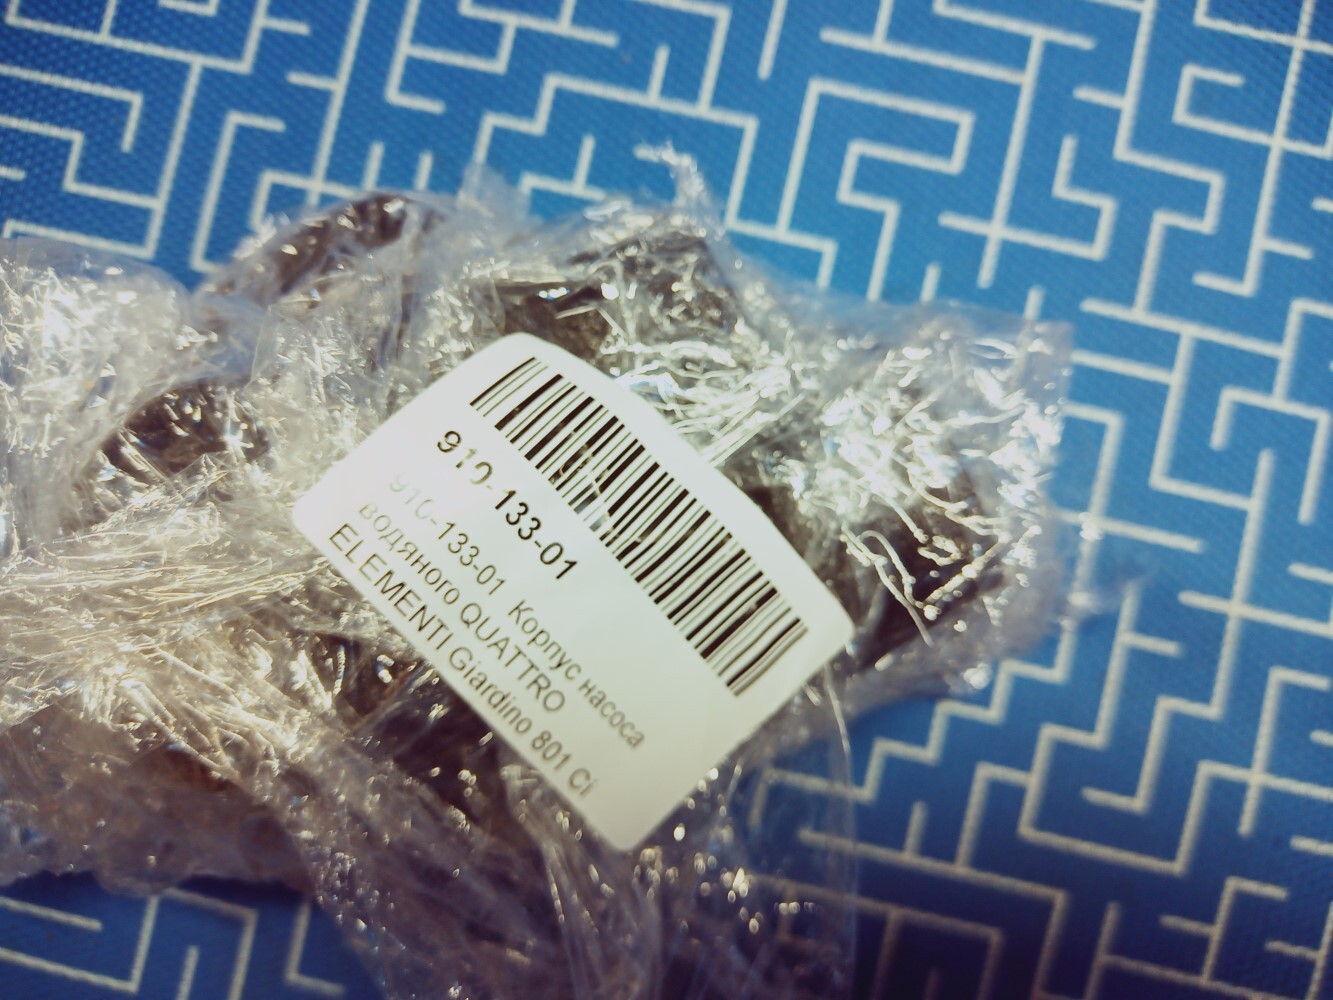 910-133-01
910-133-01 Корпус насоса
водяного QUATTRO
ELEMENTI Giardino 801 Ci